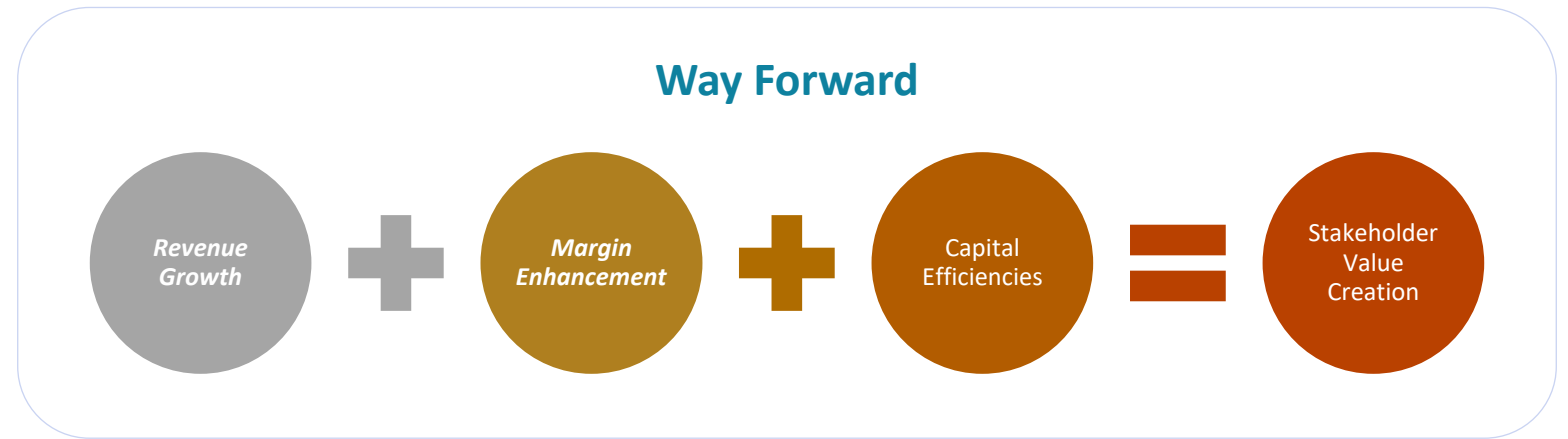 Way Forward
Revenue
Growth
Margin
Enhancement
Capital
Efficiencies
Stakeholder
Value
Creation